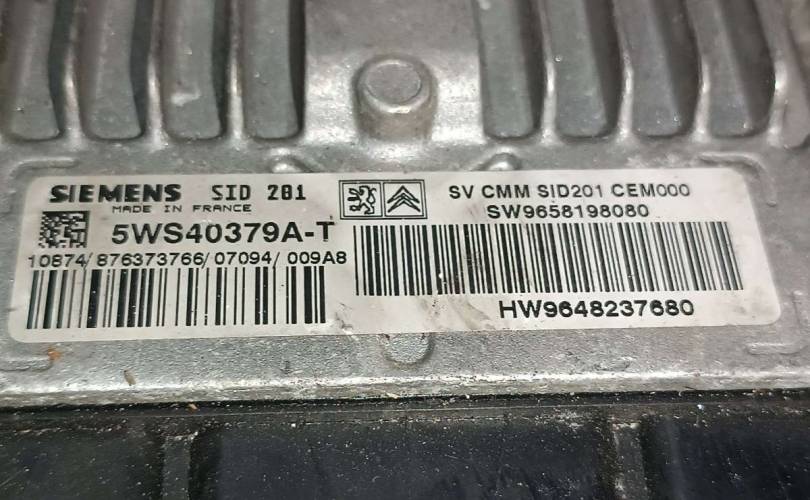 SIEMENS SID 201
MADE IN FRANCE
5WS40379A-T
10874/876373766/07094/009A8
SV CMM SID201 CEM000
SW9658198080
HW9648237680